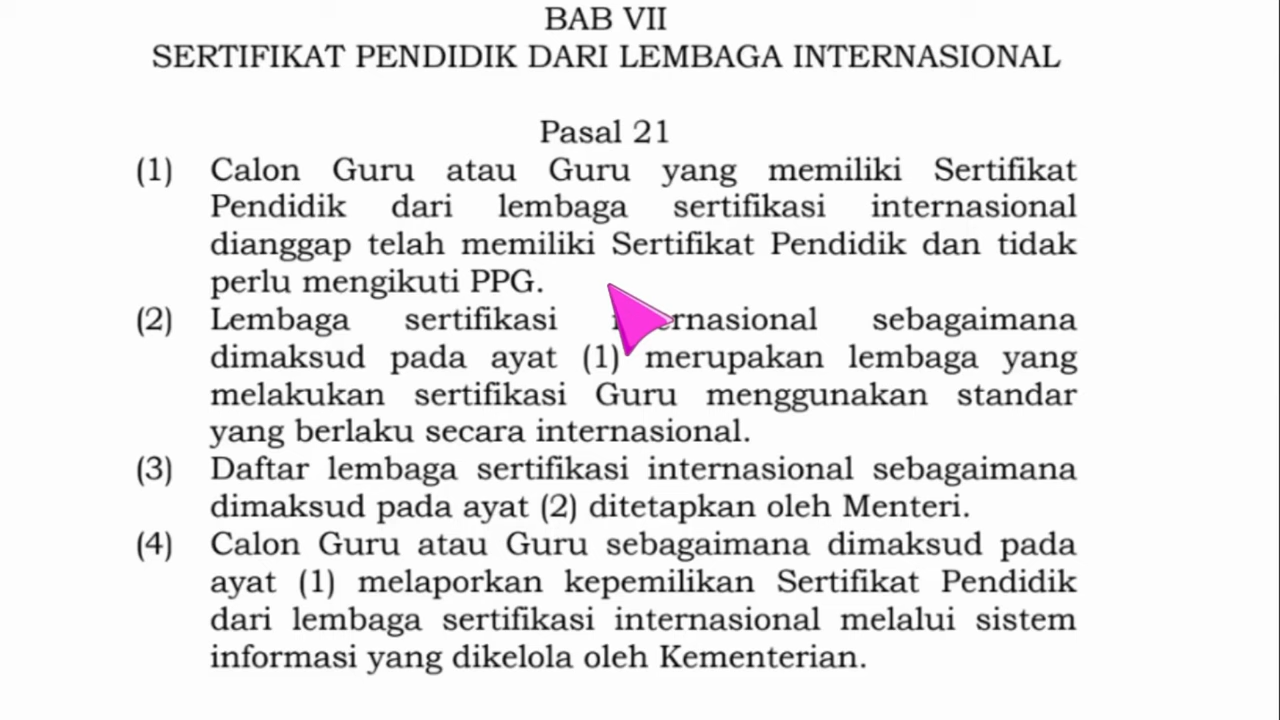 BAB VII
SERTIFIKAT PENDIDIK DARI LEMBAGA INTERNASIONAL
Pasal 21
(1) Calon Guru atau Guru yang memiliki Sertifikat
Pendidik dari lembaga sertifikasi internasional
dianggap telah memiliki Sertifikat Pendidik dan tidak
perlu mengikuti PPG.
(2) Lembaga sertifikasi internasional sebagaimana
dimaksud pada ayat (1) merupakan lembaga yang
melakukan sertifikasi Guru menggunakan standar
yang berlaku secara internasional.
(3) Daftar lembaga sertifikasi internasional sebagaimana
dimaksud pada ayat (2) ditetapkan oleh Menteri.
(4) Calon Guru atau Guru sebagaimana dimaksud pada
ayat (1) melaporkan kepemilikan Sertifikat Pendidik
dari lembaga sertifikasi internasional melalui sistem
informasi yang dikelola oleh Kementerian.